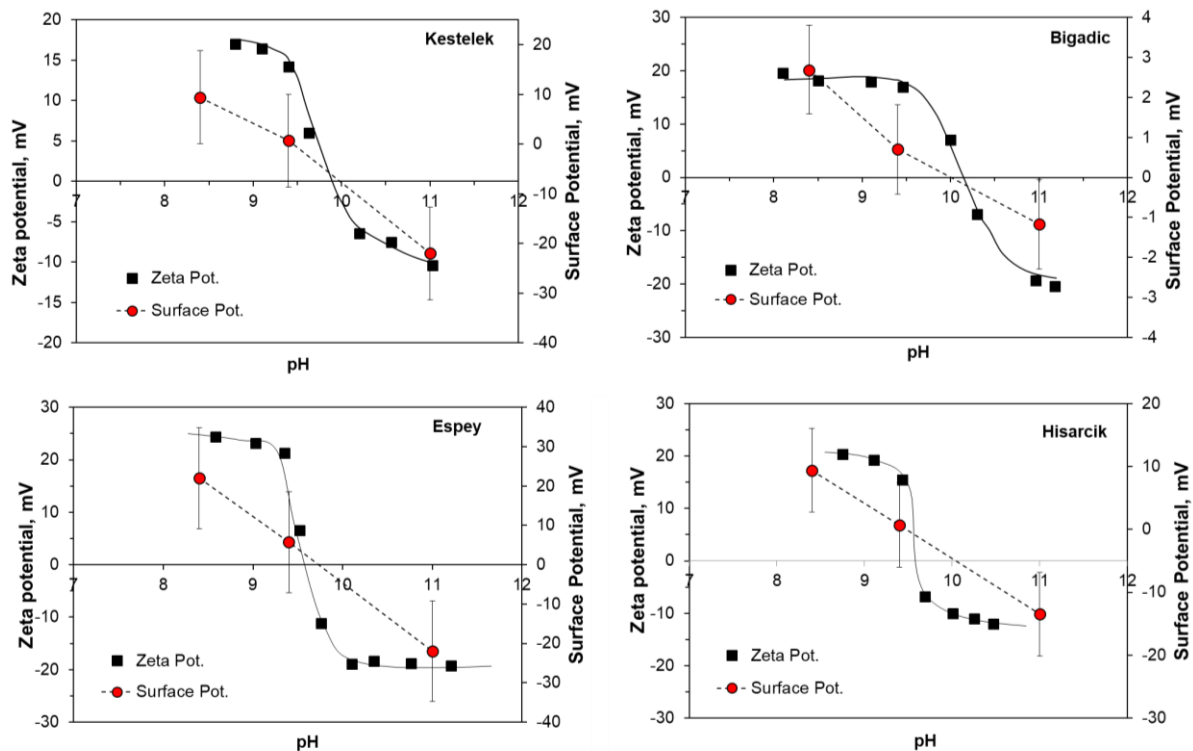 Kestelek
Zeta potential, mV
20
15
10
5
0
-5
-10
-15
-20
7 8 9 10 11 12
20
10
0
-10
-20
-30
-40
Surface Potential, mV
Zeta Pot.
Surface Pot.
pH
Bigadic
Zeta potential, mV
30
20
10
0
-10
-20
-30
7 8 9 10 11 12
4
3
2
1
0
-1
-2
-3
-4
Surface Potential, mV
Zeta Pot.
Surface Pot.
pH
Espey
Zeta potential, mV
30
20
10
0
-10
-20
-30
7 8 9 10 11 12
40
30
20
10
0
-10
-20
-30
-40
Surface Potential, mV
Zeta Pot.
Surface Pot.
pH
Hisarcik
Zeta potential, mV
30
20
10
0
-10
-20
-30
7 8 9 10 11 12
20
10
0
-10
-20
-30
Surface Potential, mV
Zeta Pot.
Surface Pot.
pH